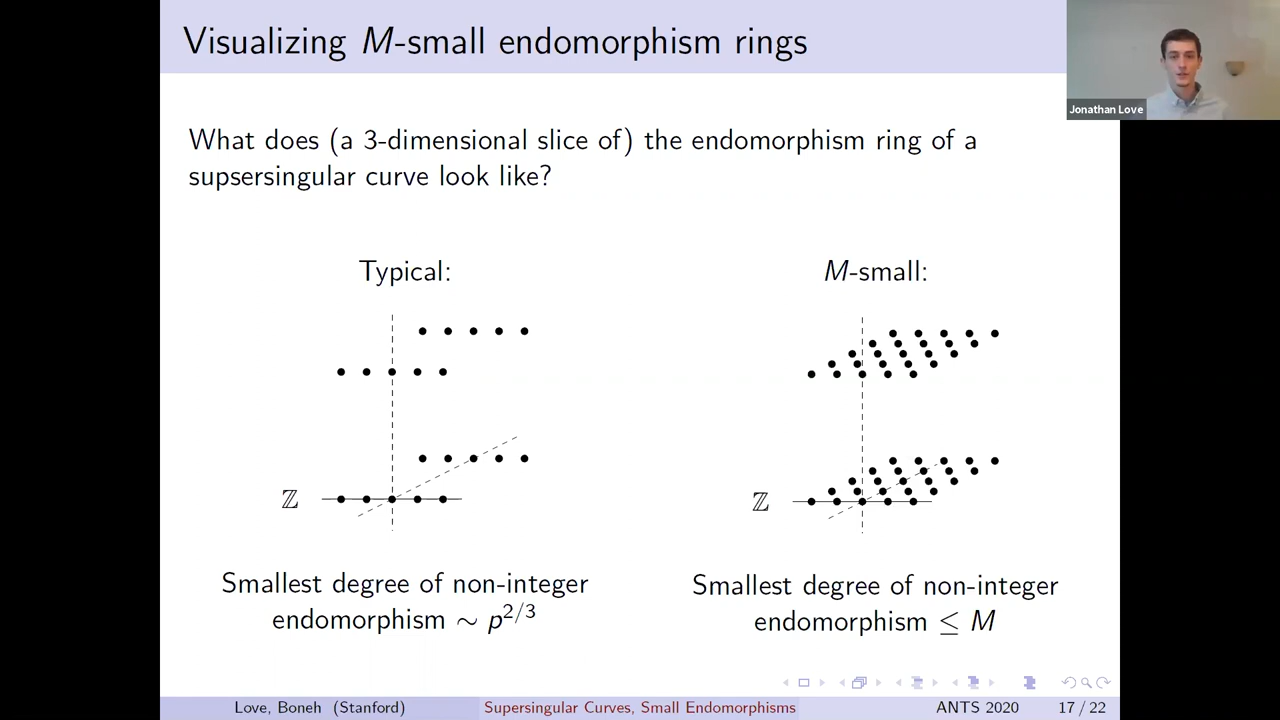 Visualizing M-small endomorphism rings
Jonathan Love
What does (a 3-dimensional slice of) the endomorphism ring of a
supsersingular curve look like?
Typical:
M-small:
ℤ
ℤ
Smallest degree of non-integer
endomorphism ∼ p^{2/3}
Smallest degree of non-integer
endomorphism ≤ M
Love, Boneh (Stanford)
Supersingular Curves, Small Endomorphisms
ANTS 2020
17 / 22